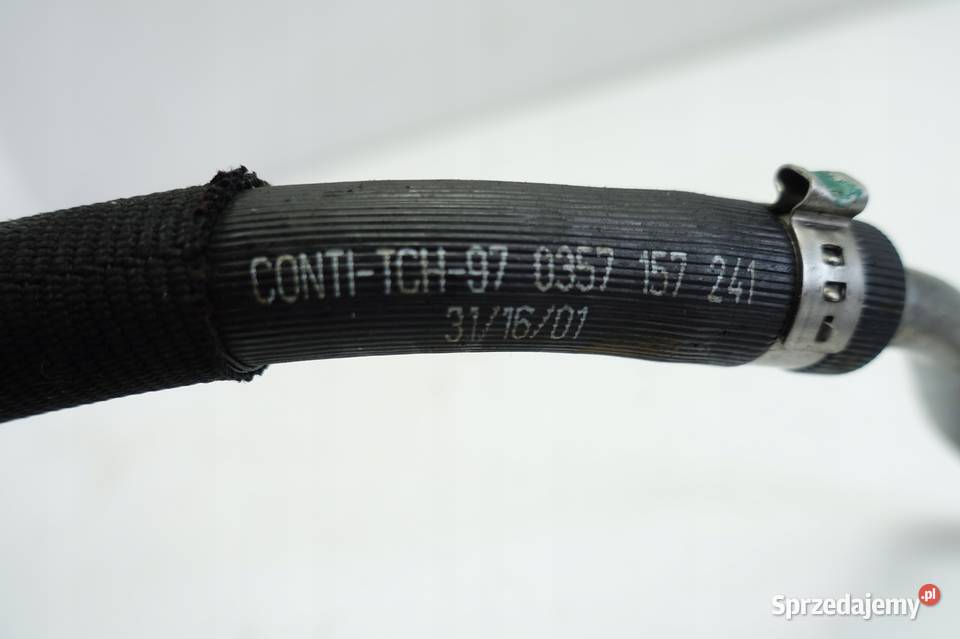 CONTI-TCH-97 0357 157 241
31/16/01
Sprzedajemy.pl